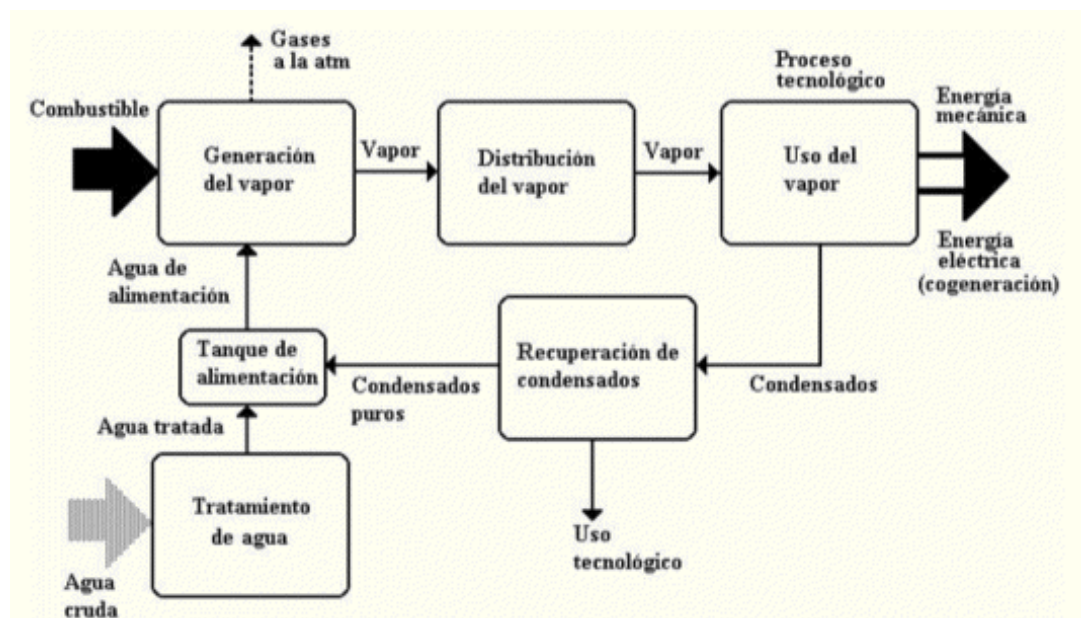 Gases
a la atm
Combustible
Generación
del vapor
Vapor
Distribución
del vapor
Vapor
Proceso
tecnológico
Uso del
vapor
Energía
mecánica
Energía
eléctrica
(cogeneración)
Agua de
alimentación
Tanque de
alimentación
Condensados
puros
Recuperación de
condensados
Condensados
Agua tratada
Tratamiento
de agua
Agua
cruda
Uso
tecnológico